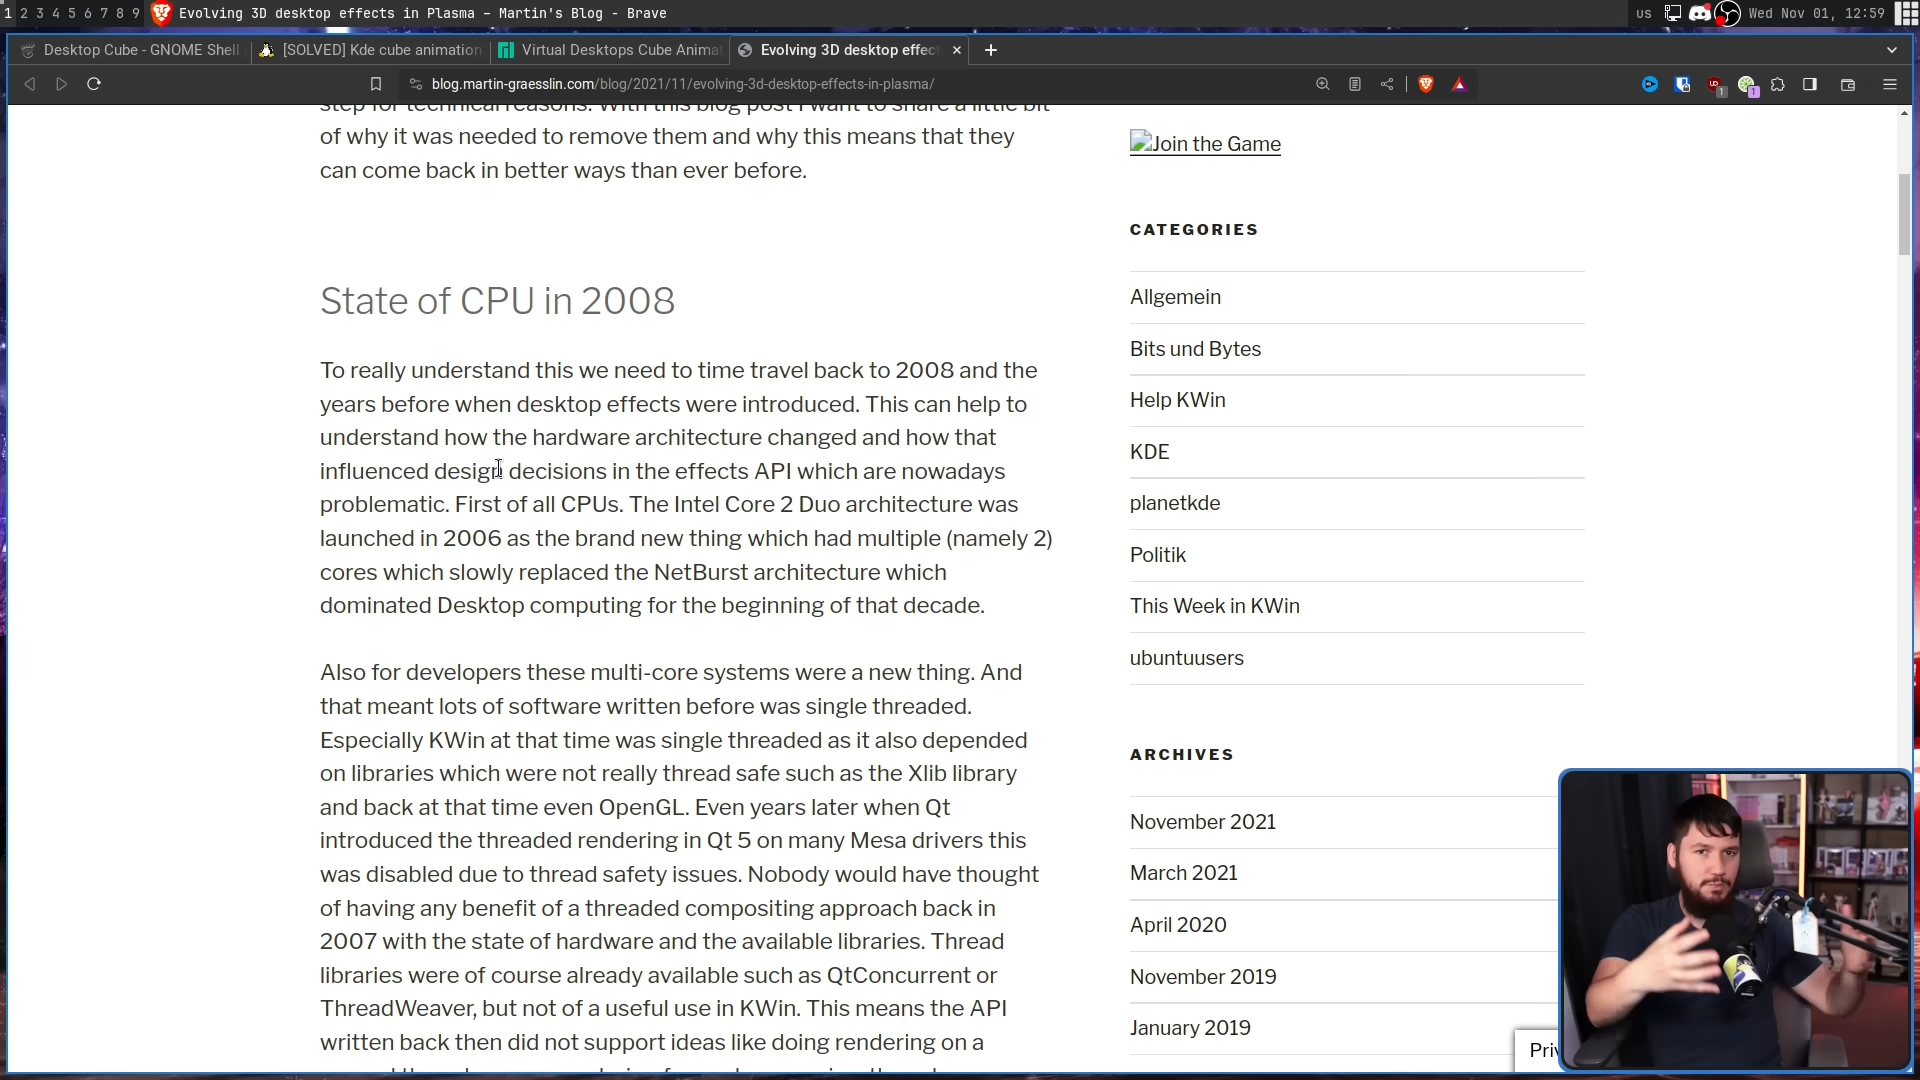 1 2 3 4 5 6 7 8 9 Evolving 3D desktop effects in Plasma – Martin's Blog - Brave
us Wed Nov 01, 12:59
Desktop Cube - GNOME Shell
[SOLVED] Kde cube animation
Virtual Desktops Cube Animat
Evolving 3D desktop effec
blog.martin-graesslin.com/blog/2021/11/evolving-3d-desktop-effects-in-plasma/
step for technical reasons. With this blog post I want to share a little bit
of why it was needed to remove them and why this means that they
can come back in better ways than ever before.
State of CPU in 2008
To really understand this we need to time travel back to 2008 and the
years before when desktop effects were introduced. This can help to
understand how the hardware architecture changed and how that
influenced design decisions in the effects API which are nowadays
problematic. First of all CPUs. The Intel Core 2 Duo architecture was
launched in 2006 as the brand new thing which had multiple (namely 2)
cores which slowly replaced the NetBurst architecture which
dominated Desktop computing for the beginning of that decade.
Also for developers these multi-core systems were a new thing. And
that meant lots of software written before was single threaded.
Especially KWin at that time was single threaded as it also depended
on libraries which were not really thread safe such as the Xlib library
and back at that time even OpenGL. Even years later when Qt
introduced the threaded rendering in Qt 5 on many Mesa drivers this
was disabled due to thread safety issues. Nobody would have thought
of having any benefit of a threaded compositing approach back in
2007 with the state of hardware and the available libraries. Thread
libraries were of course already available such as QtConcurrent or
ThreadWeaver, but not of a useful use in KWin. This means the API
written back then did not support ideas like doing rendering on a
Join the Game
CATEGORIES
Allgemein
Bits und Bytes
Help KWin
KDE
planetkde
Politik
This Week in KWin
ubuntuusers
ARCHIVES
November 2021
March 2021
April 2020
November 2019
January 2019
Priv